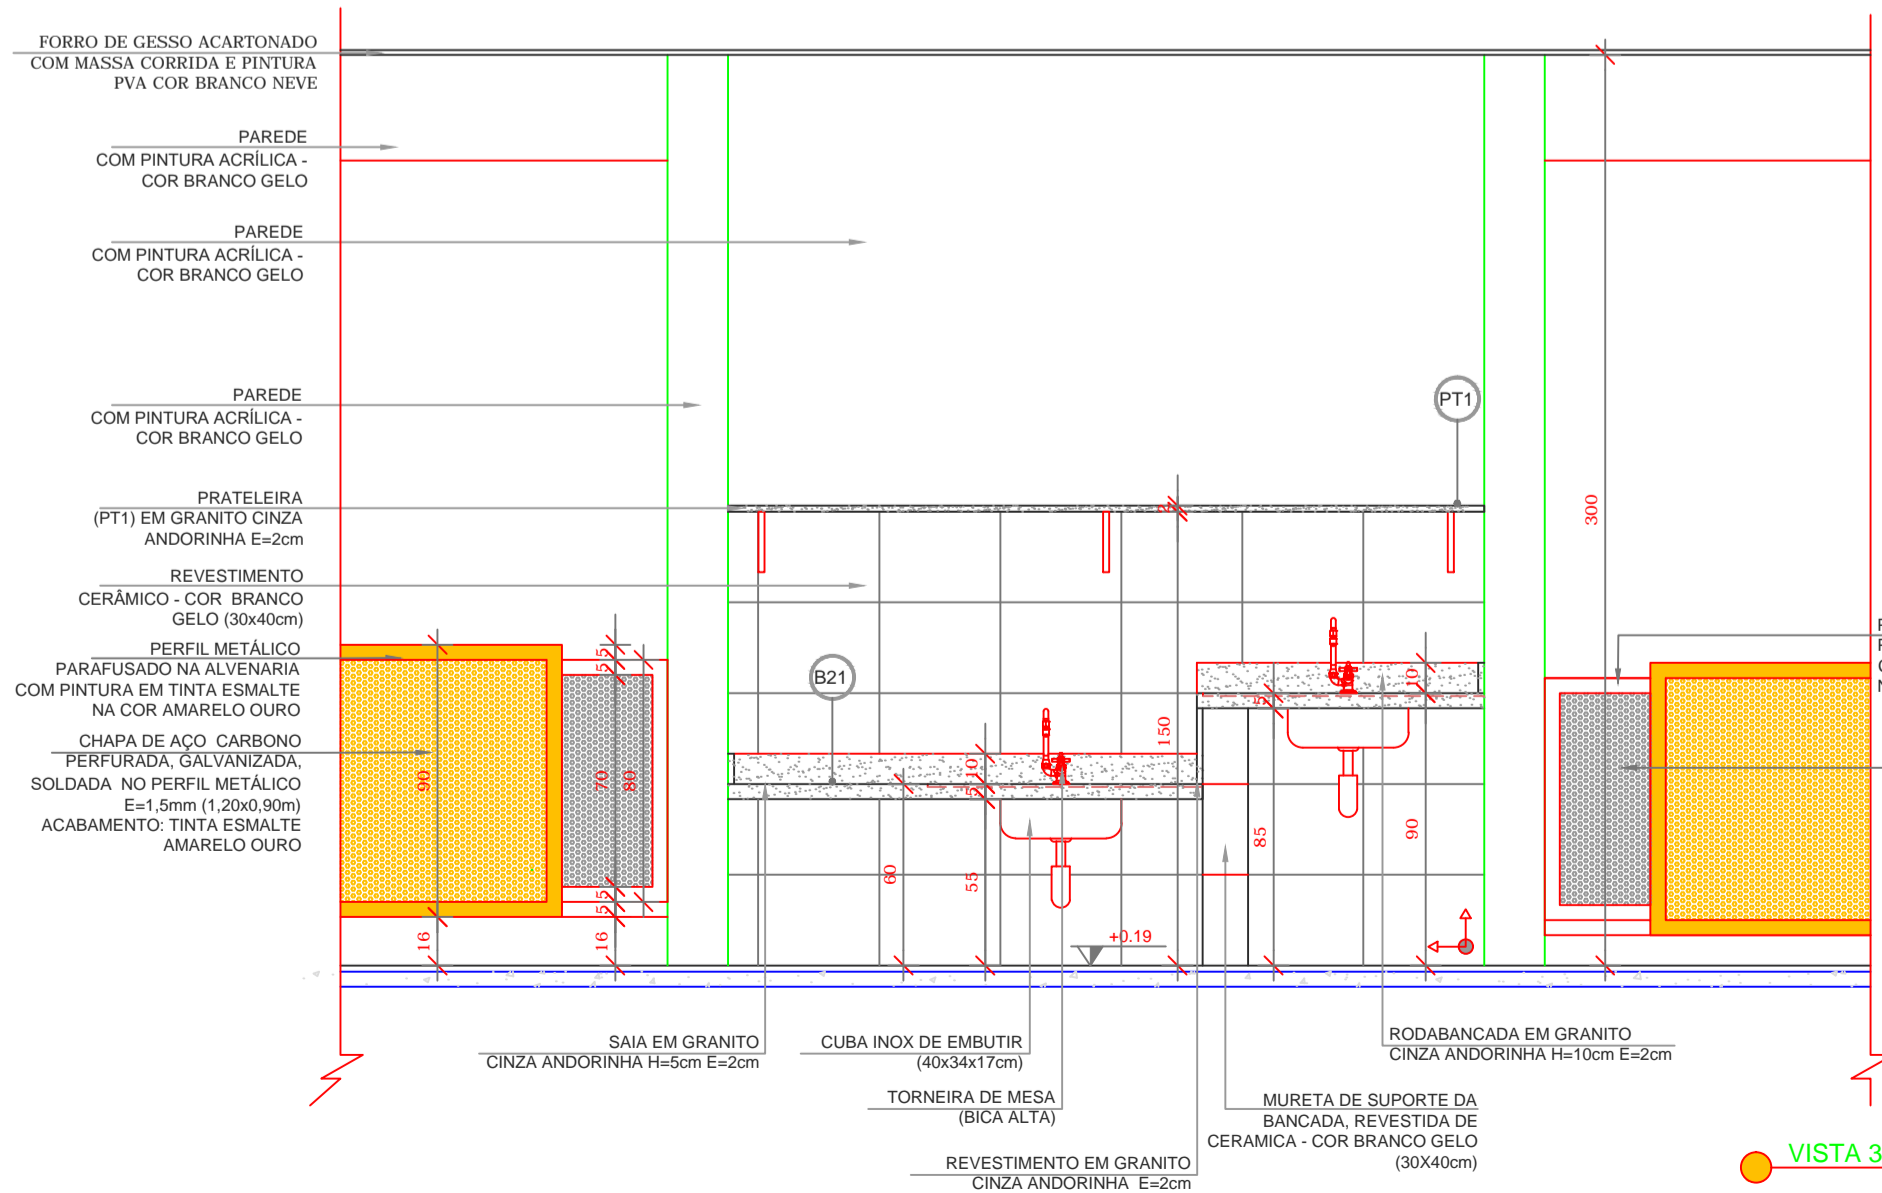 FORRO DE GESSO ACARTONADO
COM MASSA CORRIDA E PINTURA
PVA COR BRANCO NEVE
PAREDE
COM PINTURA ACRÍLICA -
COR BRANCO GELO
PAREDE
COM PINTURA ACRÍLICA -
COR BRANCO GELO
PAREDE
COM PINTURA ACRÍLICA -
COR BRANCO GELO
PRATELEIRA
(PT1) EM GRANITO CINZA
ANDORINHA E=2cm
REVESTIMENTO
CERÂMICO - COR BRANCO
GELO (30x40cm)
PERFIL METÁLICO
PARAFUSADO NA ALVENARIA
COM PINTURA EM TINTA ESMALTE
NA COR AMARELO OURO
CHAPA DE AÇO CARBONO
PERFURADA, GALVANIZADA,
SOLDADA NO PERFIL METÁLICO
E=1,5mm (1,20x0,90m)
ACABAMENTO: TINTA ESMALTE
AMARELO OURO
90
16
5
5
70
80
5
5
16
B21
PT1
2
150
10
5
60
55
10
5
85
90
300
+0.19
SAIA EM GRANITO
CINZA ANDORINHA H=5cm E=2cm
CUBA INOX DE EMBUTIR
(40x34x17cm)
TORNEIRA DE MESA
(BICA ALTA)
REVESTIMENTO EM GRANITO
CINZA ANDORINHA E=2cm
MURETA DE SUPORTE DA
BANCADA, REVESTIDA DE
CERAMICA - COR BRANCO GELO
(30X40cm)
RODABANCADA EM GRANITO
CINZA ANDORINHA H=10cm E=2cm
VISTA 3